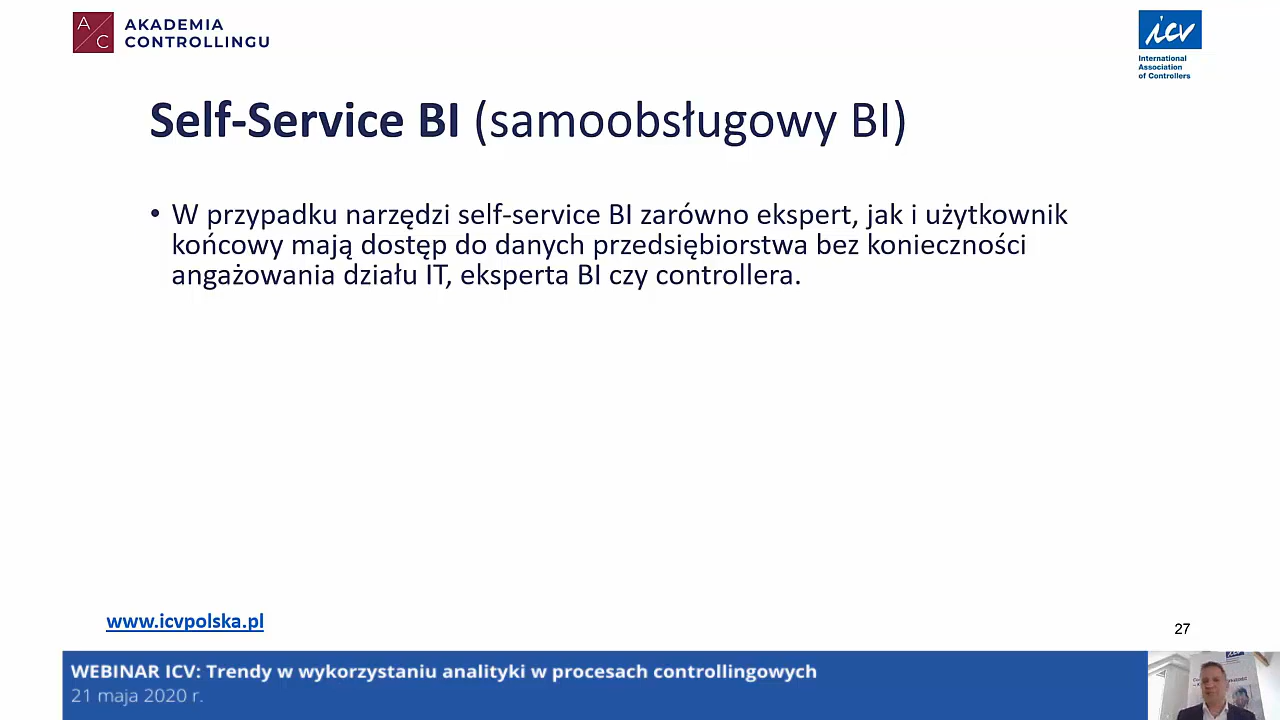 A
C
AKADEMIA
CONTROLLINGU
icv
International
Association
of Controllers
Self-Service BI (samoobsługowy BI)
• W przypadku narzędzi self-service BI zarówno ekspert, jak i użytkownik
końcowy mają dostęp do danych przedsiębiorstwa bez konieczności
angażowania działu IT, eksperta BI czy controllera.
www.icvpolska.pl
27
WEBINAR ICV: Trendy w wykorzystaniu analityki w procesach controllingowych
21 maja 2020 r.